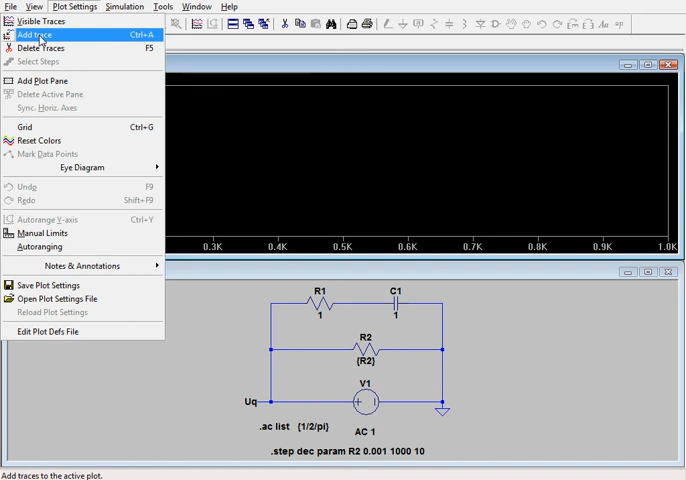 File View Plot Settings Simulation Tools Window Help
Visible Traces
Add trace Ctrl+A
Delete Traces F5
Select Steps
Add Plot Pane
Delete Active Pane
Sync. Horiz. Axes
Grid Ctrl+G
Reset Colors
Mark Data Points
Eye Diagram
Undo F9
Redo Shift+F9
Autorange Y-axis Ctrl+Y
Manual Limits
Autoranging
Notes & Annotations
Save Plot Settings
Open Plot Settings File
Reload Plot Settings
Edit Plot Defs File
Aa .op
0.3K 0.4K 0.5K 0.6K 0.7K 0.8K 0.9K 1.0K
R1 C1
1 1
R2
{R2}
V1
Uq
.ac list {1/2/pi}
AC 1
.step dec param R2 0.001 1000 10
Add traces to the active plot.